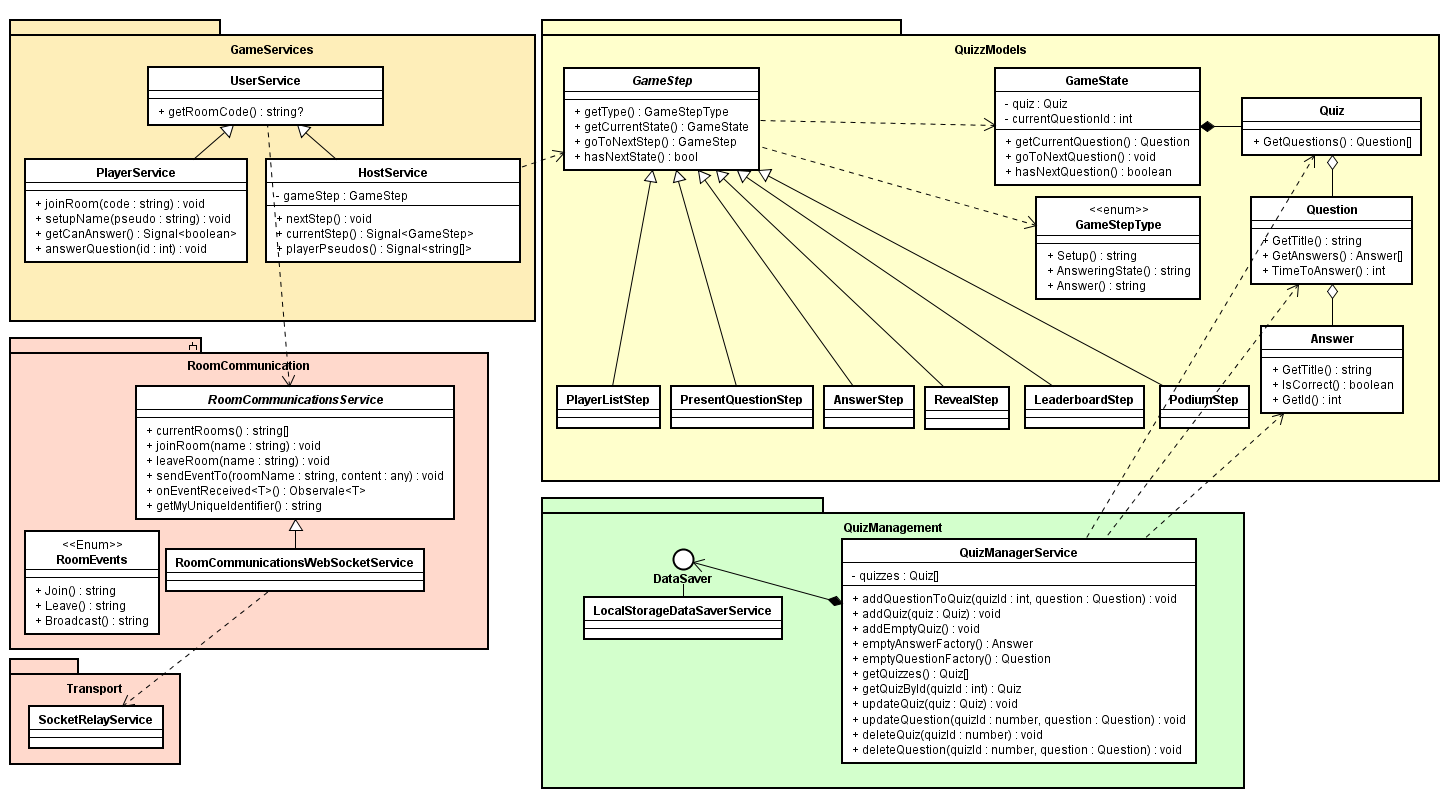 GameServices
UserService
+ getRoomCode() : string?
PlayerService
+ joinRoom(code : string) : void
+ setupName(pseudo : string) : void
+ getCanAnswer() : Signal<boolean>
+ answerQuestion(id : int) : void
HostService
- gameStep : GameStep
+ nextStep() : void
+ currentStep() : Signal<GameStep>
+ playerPseudos() : Signal<string[]>
RoomCommunication
RoomCommunicationsService
+ currentRooms() : string[]
+ joinRoom(name : string) : void
+ leaveRoom(name : string) : void
+ sendEventTo(roomName : string, content : any) : void
+ onEventReceived<T>() : Observale<T>
+ getMyUniqueIdentifier() : string
<<Enum>>
RoomEvents
+ Join() : string
+ Leave() : string
+ Broadcast() : string
RoomCommunicationsWebSocketService
Transport
SocketRelayService
QuizzModels
GameStep
+ getType() : GameStepType
+ getCurrentState() : GameState
+ goToNextStep() : GameStep
+ hasNextState() : bool
GameState
- quiz : Quiz
- currentQuestionId : int
+ getCurrentQuestion() : Question
+ goToNextQuestion() : void
+ hasNextQuestion() : boolean
Quiz
+ GetQuestions() : Question[]
<<enum>>
GameStepType
+ Setup() : string
+ AnsweringState() : string
+ Answer() : string
Question
+ GetTitle() : string
+ GetAnswers() : Answer[]
+ TimeToAnswer() : int
Answer
+ GetTitle() : string
+ IsCorrect() : boolean
+ GetId() : int
PlayerListStep
PresentQuestionStep
AnswerStep
RevealStep
LeaderboardStep
PodiumStep
QuizManagement
DataSaver
LocalStorageDataSaverService
QuizManagerService
- quizzes : Quiz[]
+ addQuestionToQuiz(quizId : int, question : Question) : void
+ addQuiz(quiz : Quiz) : void
+ addEmptyQuiz() : void
+ emptyAnswerFactory() : Answer
+ emptyQuestionFactory() : Question
+ getQuizzes() : Quiz[]
+ getQuizById(quizId : int) : Quiz
+ updateQuiz(quiz : Quiz) : void
+ updateQuestion(quizId : number, question : Question) : void
+ deleteQuiz(quizId : number) : void
+ deleteQuestion(quizId : number, question : Question) : void